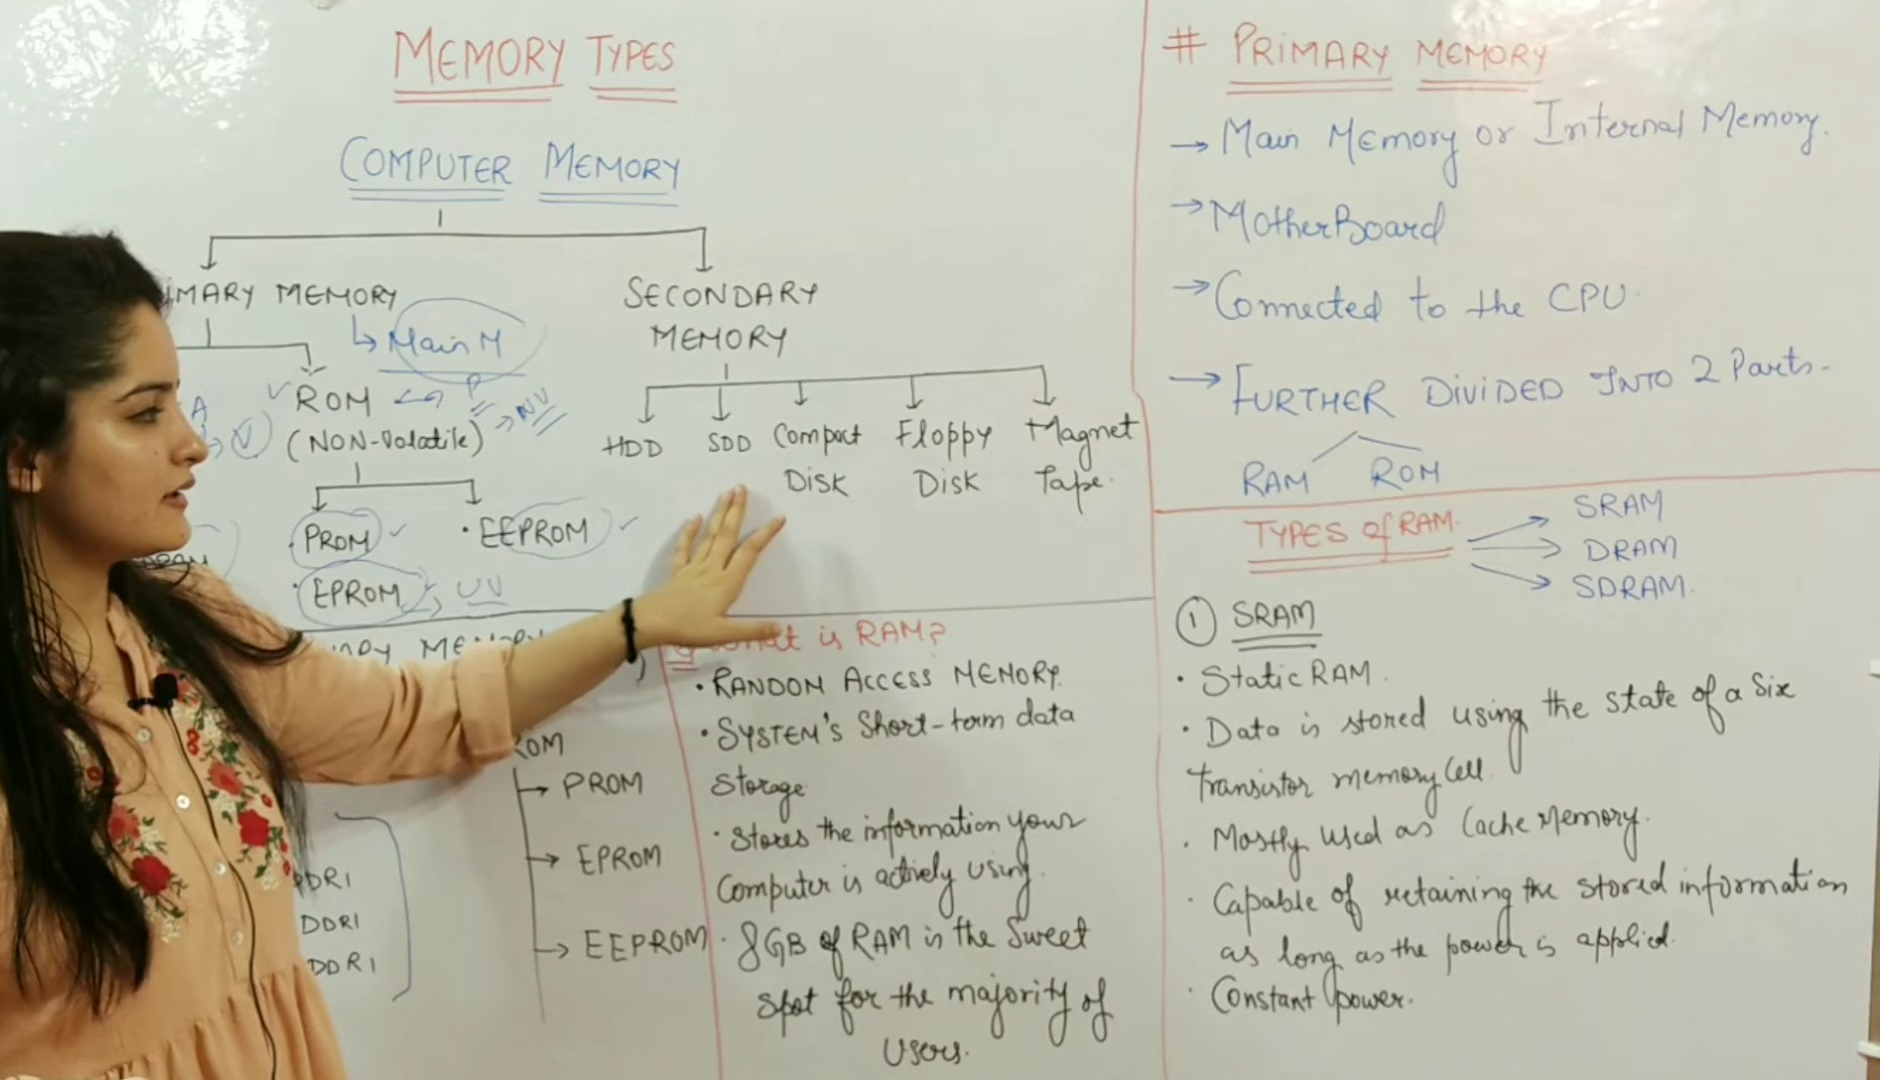 MEMORY TYPES
COMPUTER MEMORY
MARY MEMORY
Main M
ROM
P
NV
A
V
(NON-Volatile)
PROM
EEPROM
EPROM
UV
SECONDARY
MEMORY
HDD SDD Compact Floppy Magnet
Disk Disk Tape.
ROM
PROM
EPROM
EEPROM
DDR1
DDR1
DDR1
is RAM?
• RANDOM ACCESS MEMORY.
• SYSTEM'S Short-term data
Storage
• Stores the information your
Computer is actively using.
• 8GB of RAM is the Sweet
Spot for the majority of
Users.
# PRIMARY MEMORY
→ Main Memory or Internal Memory.
→ MotherBoard
→ Connected to the CPU.
→ FURTHER DIVIDED INTO 2 Parts.
RAM ROM
TYPES of RAM.
SRAM
DRAM
SDRAM.
① SRAM
• Static RAM.
• Data is stored using the state of a Six
transistor memory Cell.
• Mostly used as Cache Memory.
• Capable of retaining the stored information
as long as the power is applied.
• Constant power.